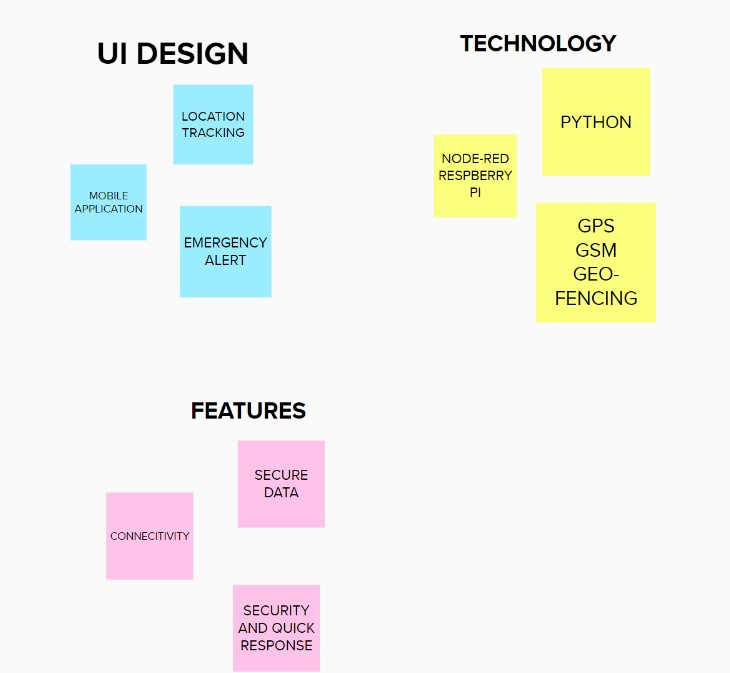 UI DESIGN
LOCATION
TRACKING
MOBILE
APPLICATION
EMERGENCY
ALERT
TECHNOLOGY
PYTHON
NODE-RED
RESPBERRY
PI
GPS
GSM
GEO-
FENCING
FEATURES
SECURE
DATA
CONNECITIVITY
SECURITY
AND QUICK
RESPONSE